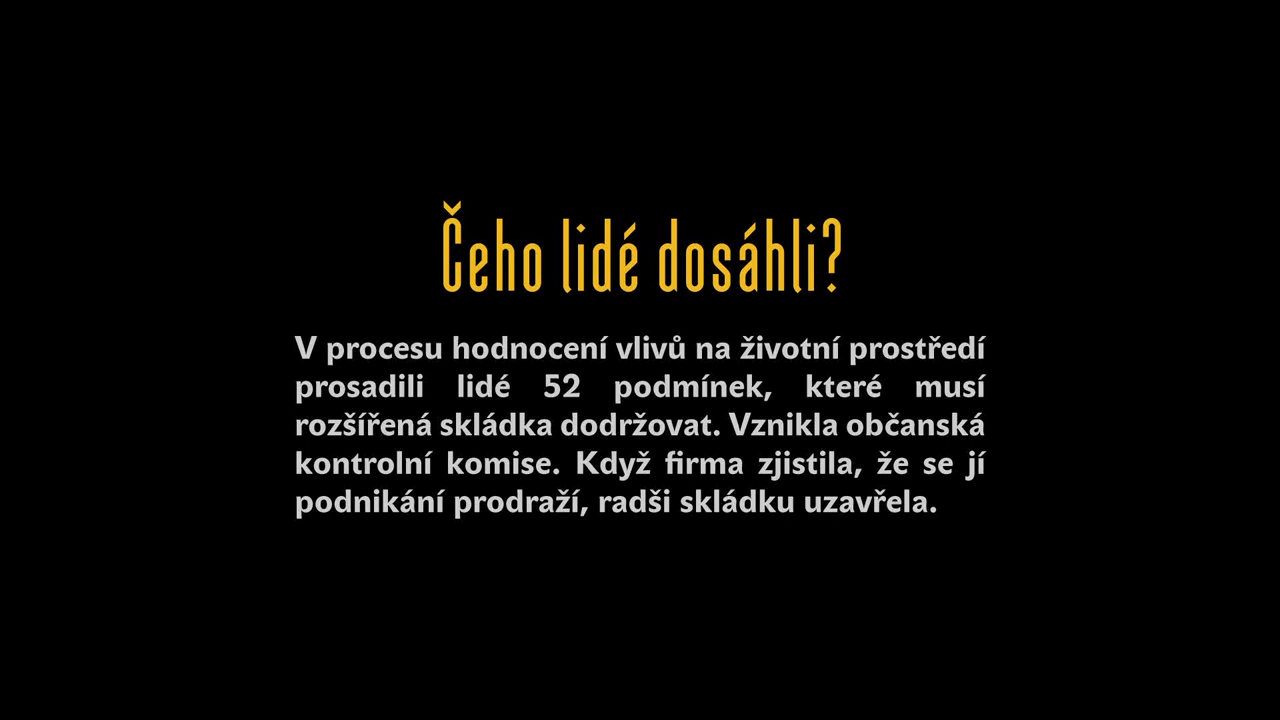 Čeho lidé dosáhli?
V procesu hodnocení vlivů na životní prostředí
prosadili lidé 52 podmínek, které musí
rozšířená skládka dodržovat. Vznikla občanská
kontrolní komise. Když firma zjistila, že se jí
podnikání prodraží, radši skládku uzavřela.